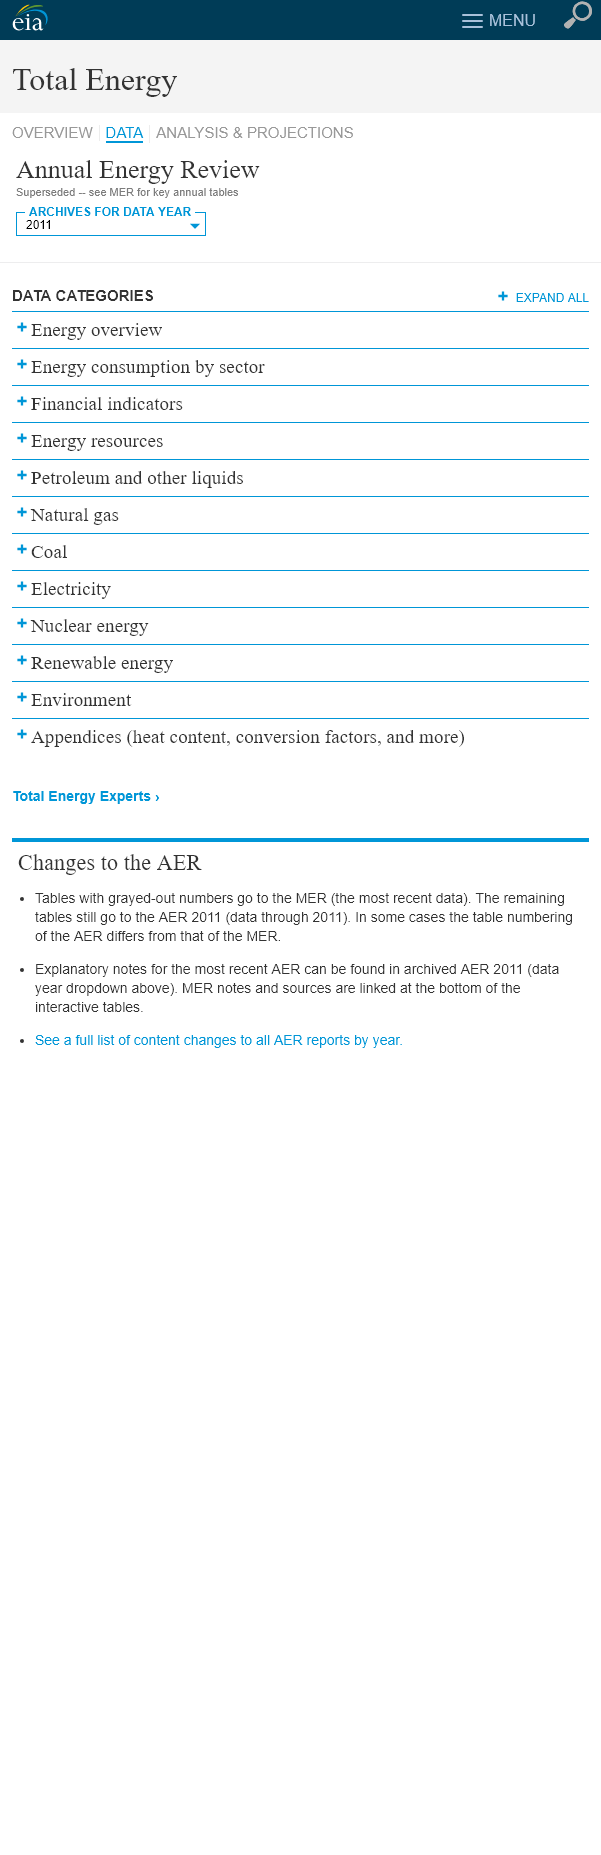 eia
MENU
Total Energy
OVERVIEW DATA ANALYSIS & PROJECTIONS
Annual Energy Review
Superseded -- see MER for key annual tables
ARCHIVES FOR DATA YEAR
2011
DATA CATEGORIES
+ EXPAND ALL
+ Energy overview
+ Energy consumption by sector
+ Financial indicators
+ Energy resources
+ Petroleum and other liquids
+ Natural gas
+ Coal
+ Electricity
+ Nuclear energy
+ Renewable energy
+ Environment
+ Appendices (heat content, conversion factors, and more)
Total Energy Experts ›
Changes to the AER
• Tables with grayed-out numbers go to the MER (the most recent data). The remaining
tables still go to the AER 2011 (data through 2011). In some cases the table numbering
of the AER differs from that of the MER.
• Explanatory notes for the most recent AER can be found in archived AER 2011 (data
year dropdown above). MER notes and sources are linked at the bottom of the
interactive tables.
• See a full list of content changes to all AER reports by year.